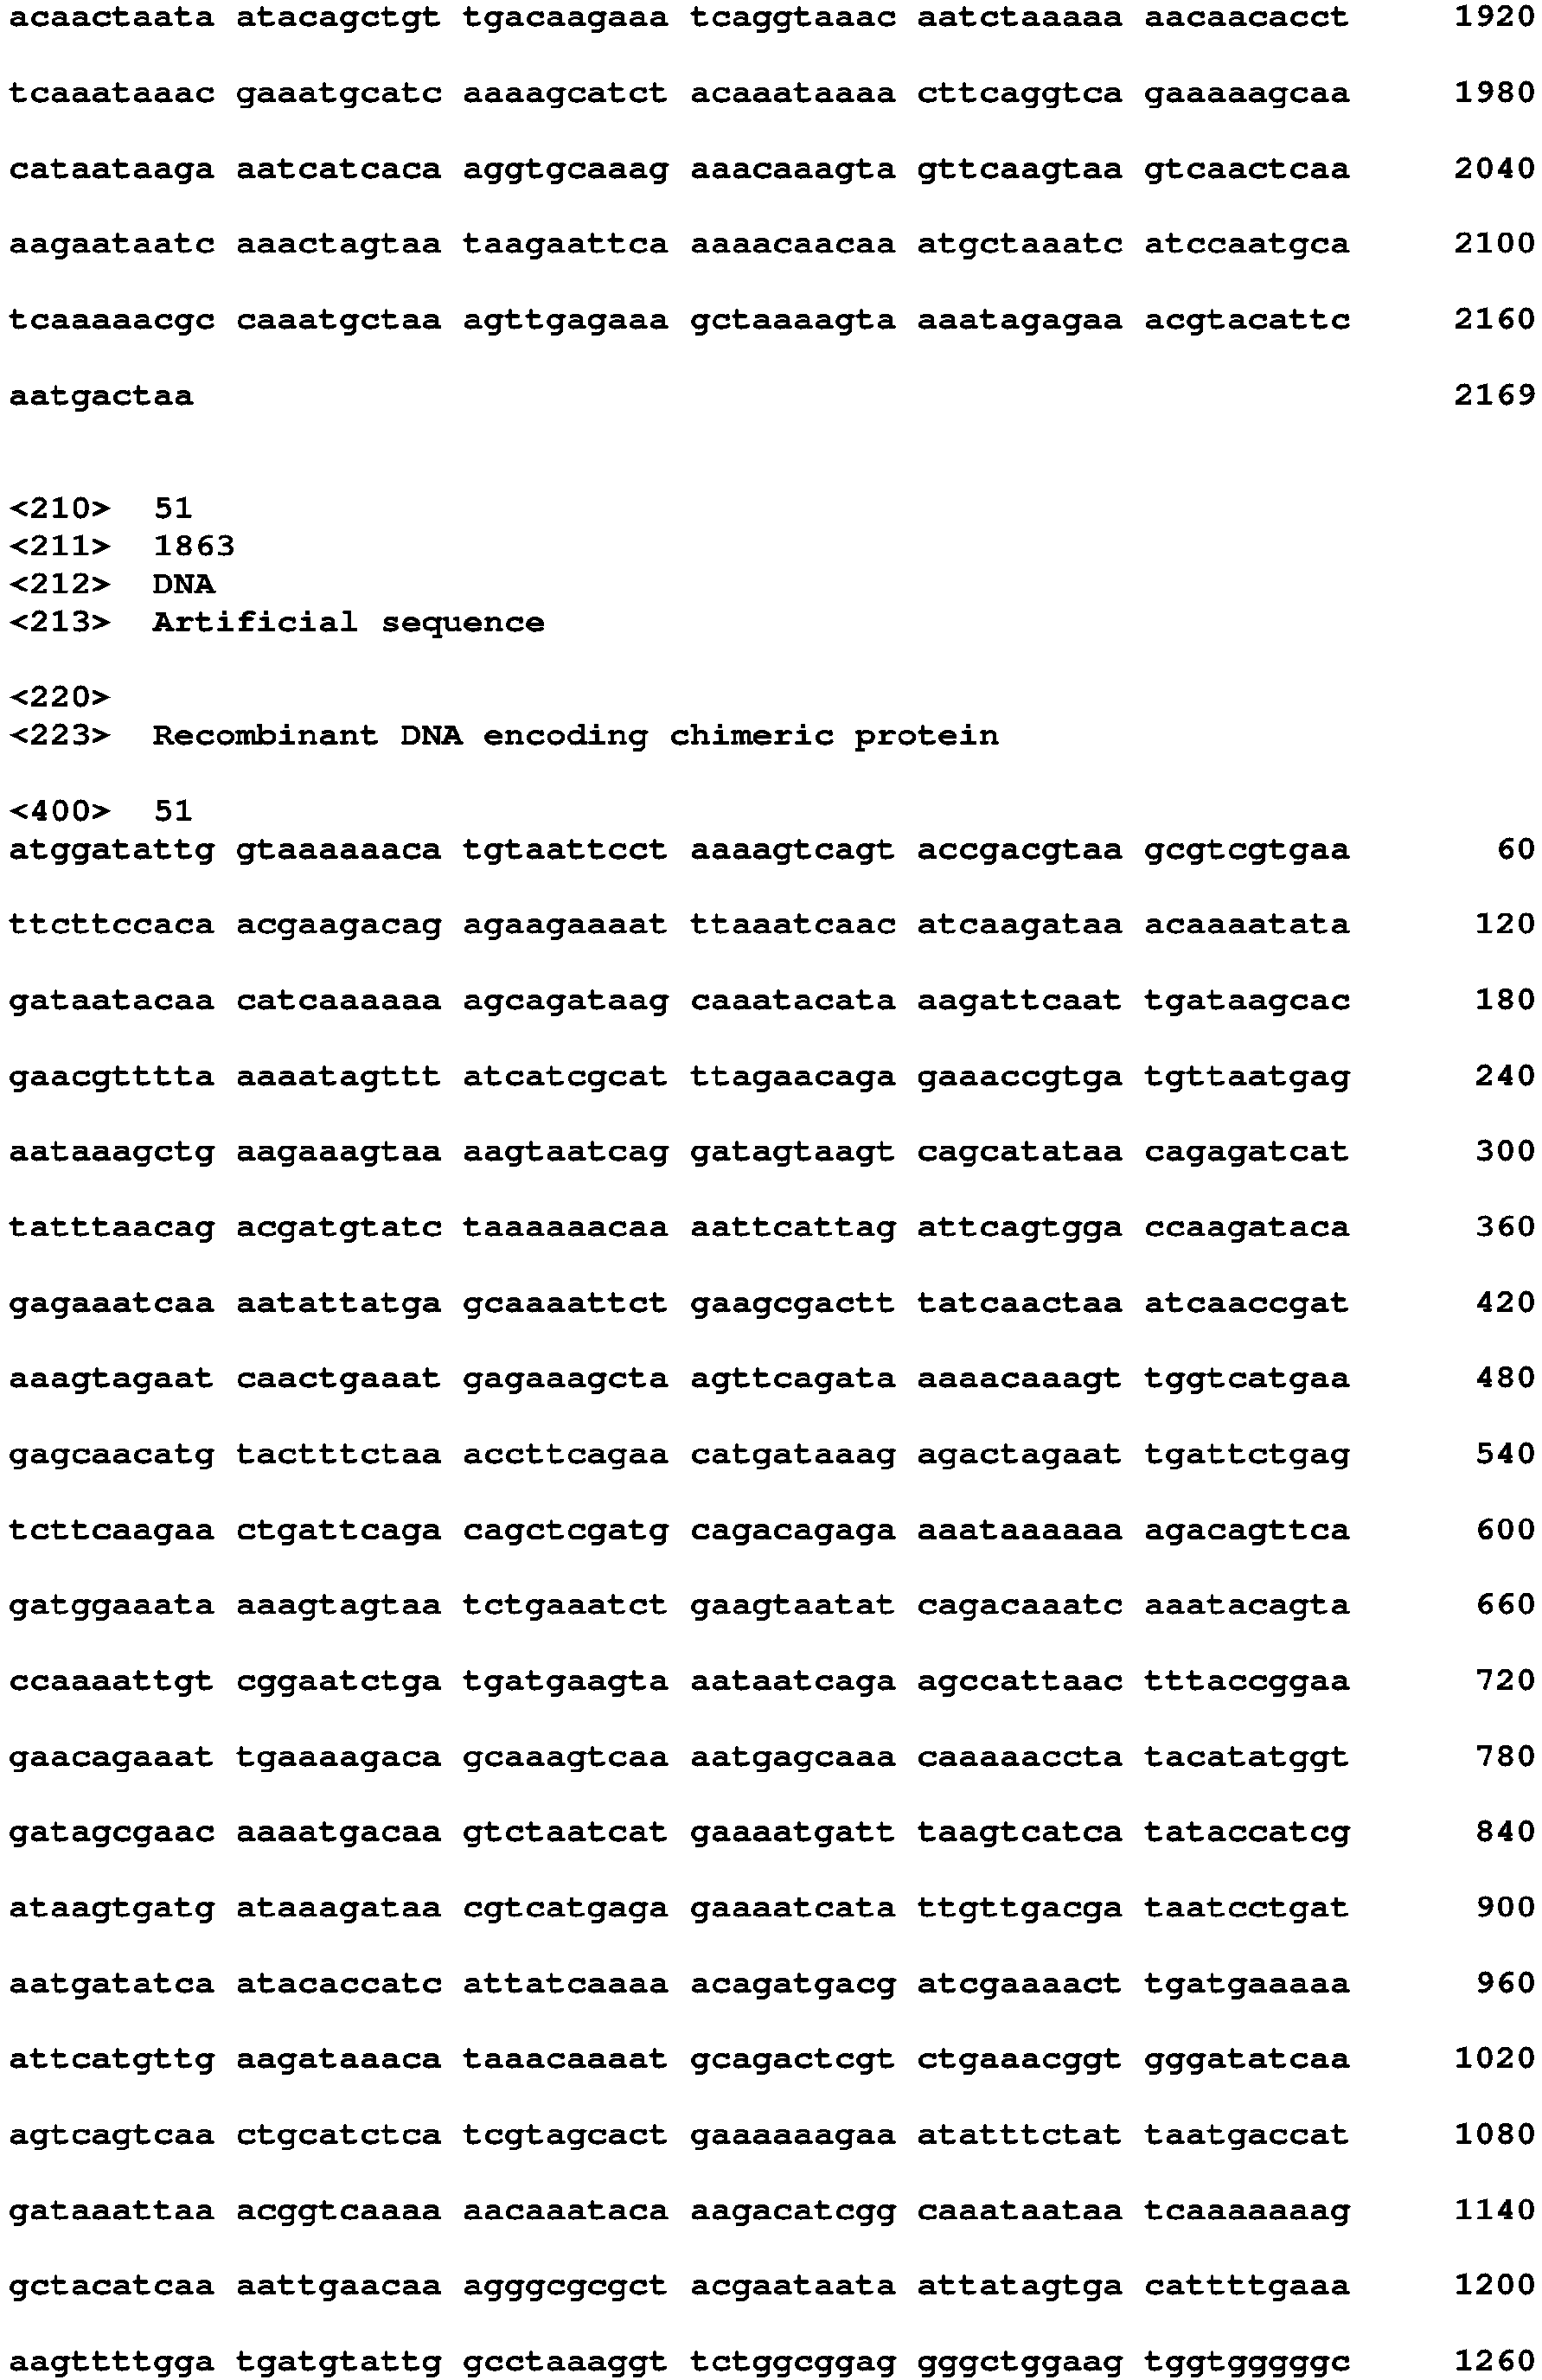 acaactaata atacagctgt tgacaagaaa tcaggtaaac aatctaaaaa aacaacacct 1920
tcaaataaac gaaatgcatc aaaagcatct acaaataaaa cttcaggtca gaaaaagcaa 1980
cataataaga aatcatcaca aggtgcaaag aaacaaagta gttcaagtaa gtcaactcaa 2040
aagaataatc aaactagtaa taagaattca aaaacaacaa atgctaaatc atccaatgca 2100
tcaaaaacgc caaatgctaa agttgagaaa gctaaaagta aaatagagaa acgtacattc 2160
aatgactaa 2169
<210> 51
<211> 1863
<212> DNA
<213> Artificial sequence
<220>
<223> Recombinant DNA encoding chimeric protein
<400> 51
atggatattg gtaaaaaaca tgtaattcct aaaagtcagt accgacgtaa gcgtcgtgaa 60
ttcttccaca acgaagacag agaagaaaat ttaaatcaac atcaagataa acaaaatata 120
gataatacaa catcaaaaaa agcagataag caaatacata aagattcaat tgataagcac 180
gaacgtttta aaaatagttt atcatcgcat ttagaacaga gaaaccgtga tgttaatgag 240
aataaagctg aagaaagtaa aagtaatcag gatagtaagt cagcatataa cagagatcat 300
tatttaacag acgatgtatc taaaaaacaa aattcattag attcagtgga ccaagataca 360
gagaaatcaa aatattatga gcaaaattct gaagcgactt tatcaactaa atcaaccgat 420
aaagtagaat caactgaaat gagaaagcta agttcagata aaaacaaagt tggtcatgaa 480
gagcaacatg tactttctaa accttcagaa catgataaag agactagaat tgattctgag 540
tcttcaagaa ctgattcaga cagctcgatg cagacagaga aaataaaaaa agacagttca 600
gatggaaata aaagtagtaa tctgaaatct gaagtaatat cagacaaatc aaatacagta 660
ccaaaattgt cggaatctga tgatgaagta aataatcaga agccattaac tttaccggaa 720
gaacagaaat tgaaaagaca gcaaagtcaa aatgagcaaa caaaaaccta tacatatggt 780
gatagcgaac aaaatgacaa gtctaatcat gaaaatgatt taagtcatca tataccatcg 840
ataagtgatg ataaagataa cgtcatgaga gaaaatcata ttgttgacga taatcctgat 900
aatgatatca atacaccatc attatcaaaa acagatgacg atcgaaaact tgatgaaaaa 960
attcatgttg aagataaaca taaacaaaat gcagactcgt ctgaaacggt gggatatcaa 1020
agtcagtcaa ctgcatctca tcgtagcact gaaaaaagaa atatttctat taatgaccat 1080
gataaattaa acggtcaaaa aacaaataca aagacatcgg caaataataa tcaaaaaaag 1140
gctacatcaa aattgaacaa agggcgcgct acgaataata attatagtga cattttgaaa 1200
aagttttgga tgatgtattg gcctaaaggt tctggcggag gggctggaag tggtgggggc 1260